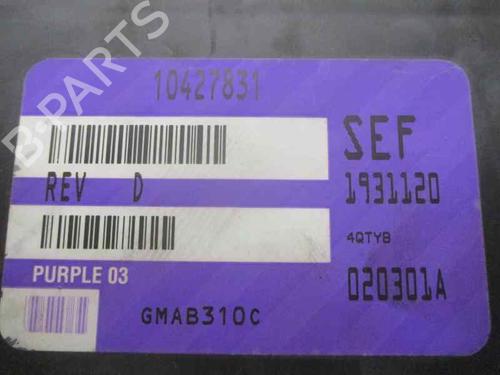 10427831
SEF
REV D
1931120
4QTY8
PURPLE 03
020301A
GMAB310C
B-PARTS